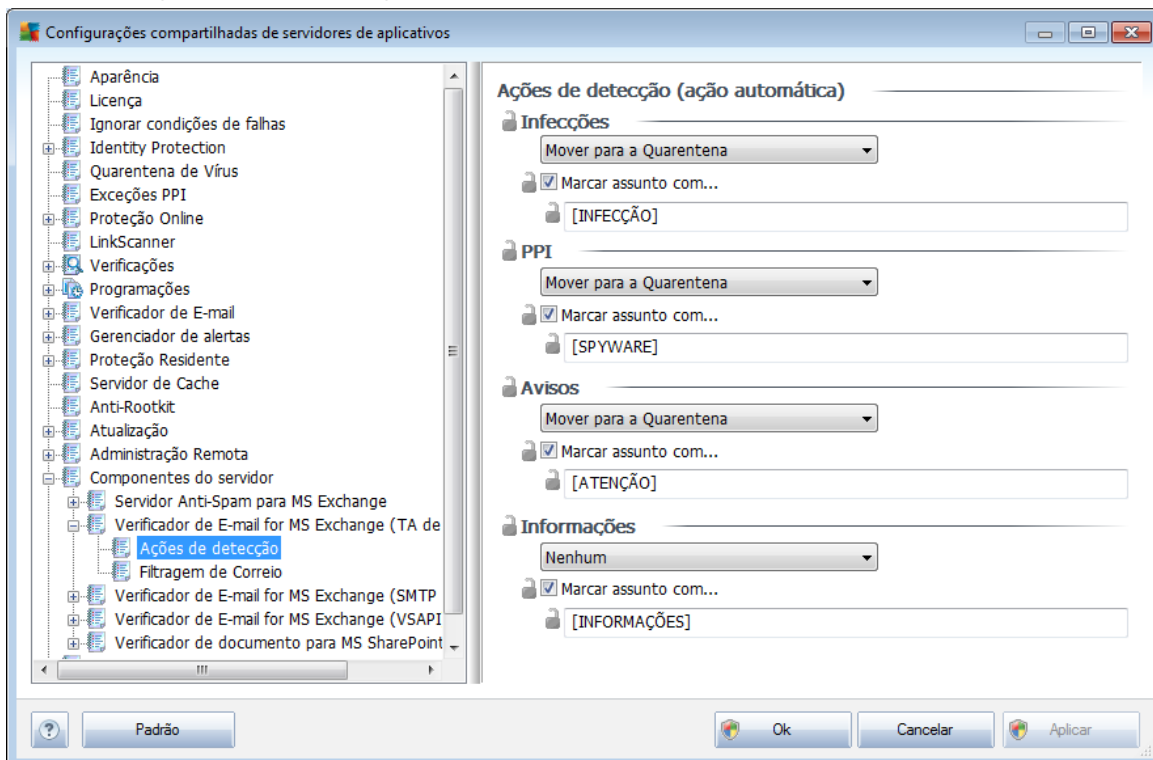 Configurações compartilhadas de servidores de aplicativos
Aparência
Licença
Ignorar condições de falhas
Identity Protection
Quarentena de Vírus
Exceções PPI
Proteção Online
LinkScanner
Verificações
Programações
Verificador de E-mail
Gerenciador de alertas
Proteção Residente
Servidor de Cache
Anti-Rootkit
Atualização
Administração Remota
Componentes do servidor
Servidor Anti-Spam para MS Exchange
Verificador de E-mail for MS Exchange (TA de
Ações de detecção
Filtragem de Correio
Verificador de E-mail for MS Exchange (SMTP
Verificador de E-mail for MS Exchange (VSAPI
Verificador de documento para MS SharePoint
Ações de detecção (ação automática)
Infecções
Mover para a Quarentena
Marcar assunto com...
[INFECÇÃO]
PPI
Mover para a Quarentena
Marcar assunto com...
[SPYWARE]
Avisos
Mover para a Quarentena
Marcar assunto com...
[ATENÇÃO]
Informações
Nenhum
Marcar assunto com...
[INFORMAÇÕES]
? Padrão Ok Cancelar Aplicar